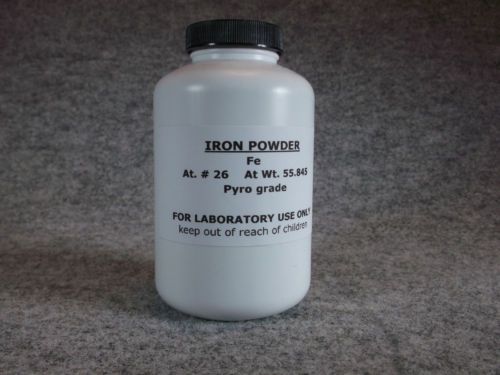 IRON POWDER
Fe
At. # 26 At Wt. 55.845
Pyro grade
FOR LABORATORY USE ONLY
keep out of reach of children